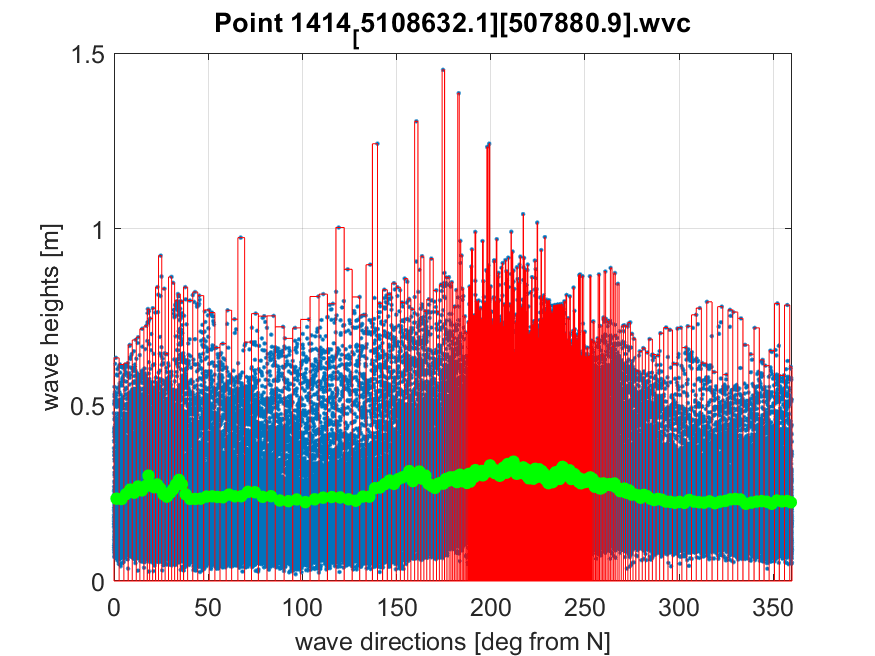 Point 1414[5108632.1][507880.9].wvc
1.5
1
0.5
0
wave heights [m]
0 50 100 150 200 250 300 350
wave directions [deg from N]